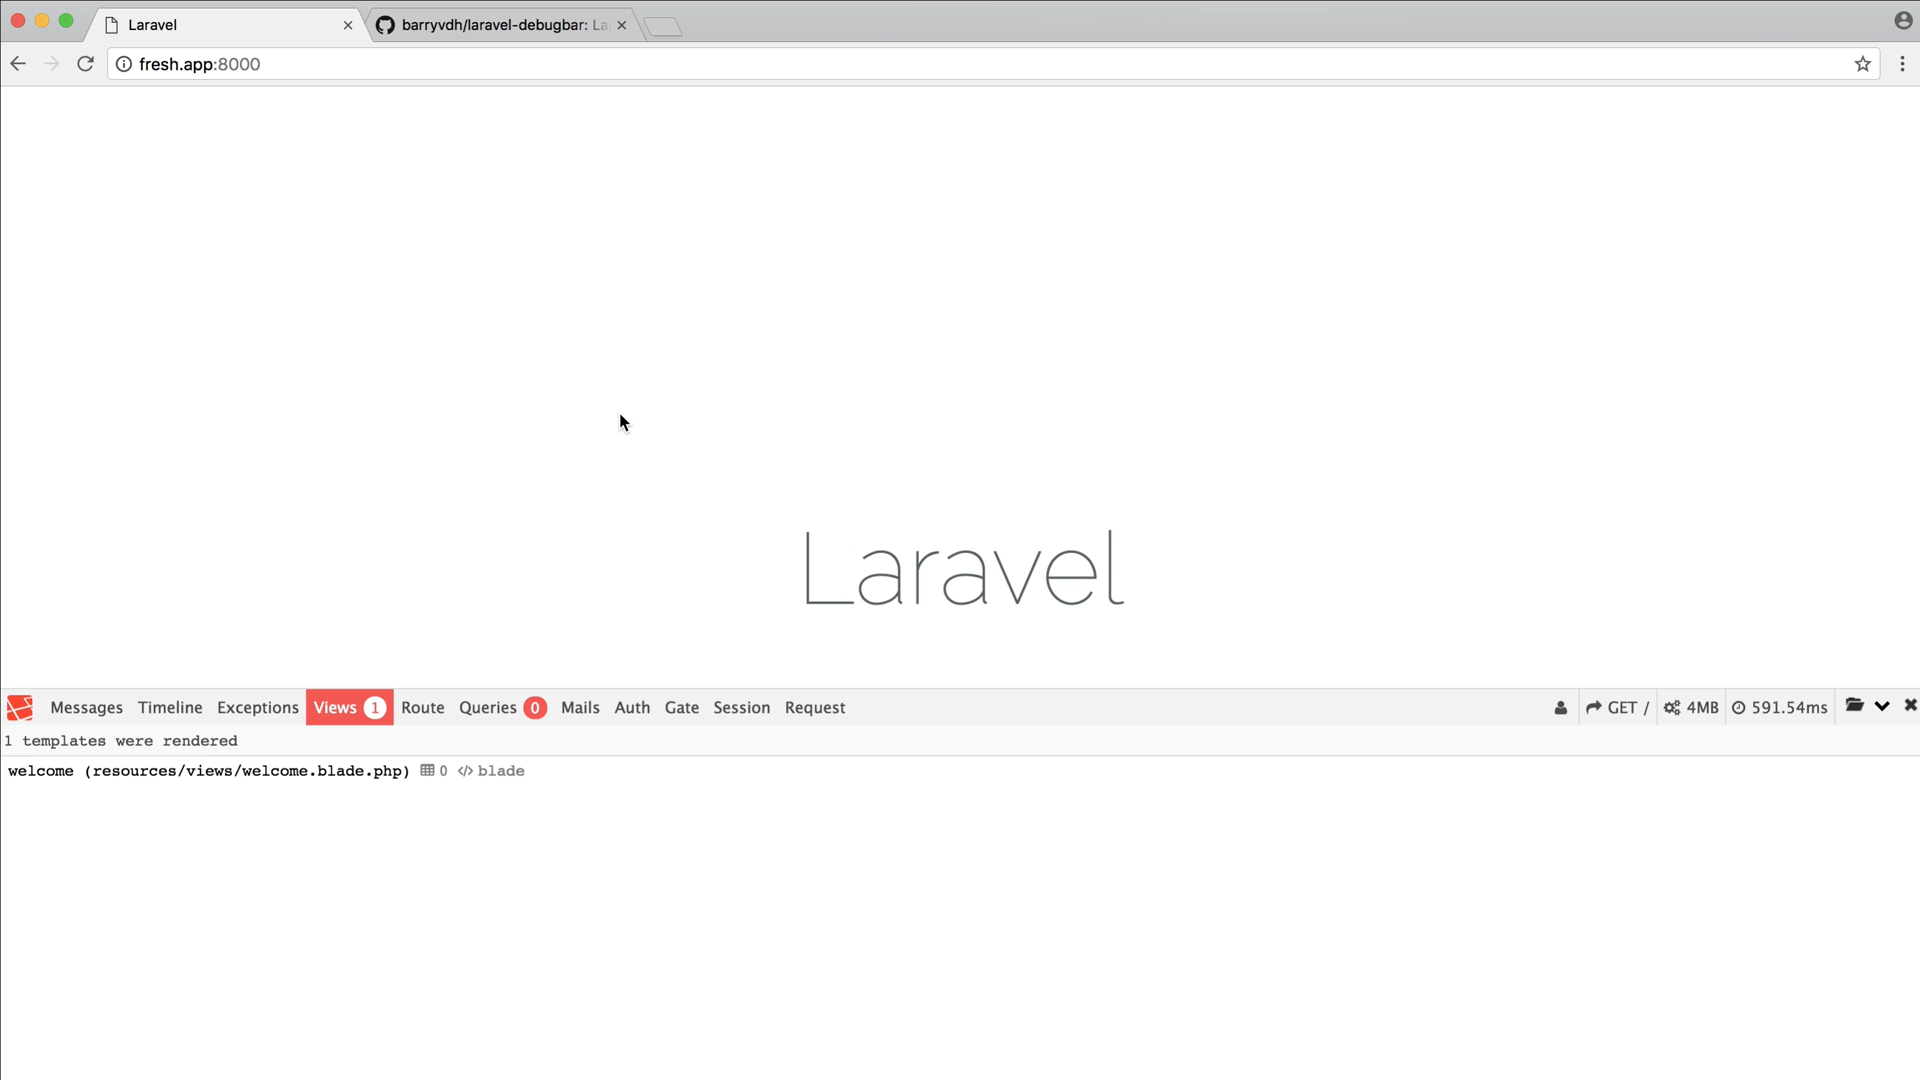 Laravel
barryvdh/laravel-debugbar: La
fresh.app:8000
Laravel
Messages Timeline Exceptions Views 1 Route Queries 0 Mails Auth Gate Session Request GET / 4MB 591.54ms
1 templates were rendered
welcome (resources/views/welcome.blade.php) 0 </> blade